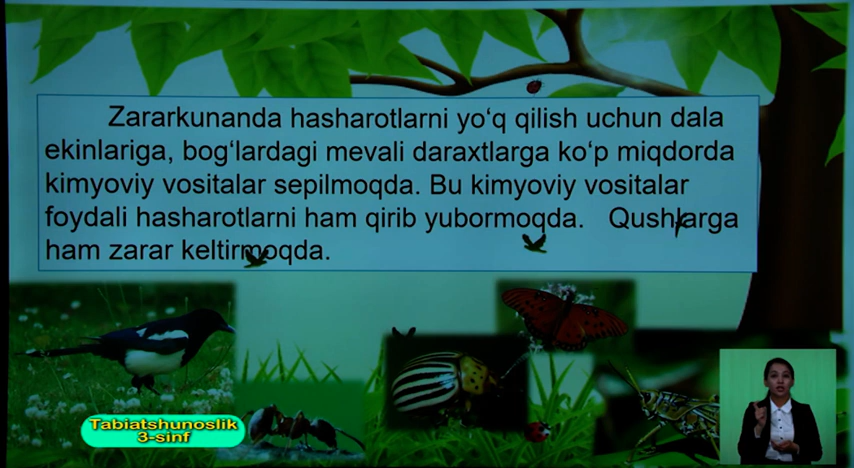 Zararkunanda hasharotlarni yo‘q qilish uchun dala
ekinlariga, bog‘lardagi mevali daraxtlarga ko‘p miqdorda
kimyoviy vositalar sepilmoqda. Bu kimyoviy vositalar
foydali hasharotlarni ham qirib yubormoqda. Qushlarga
ham zarar keltirmoqda.
Tabiatshunoslik
3-sinf